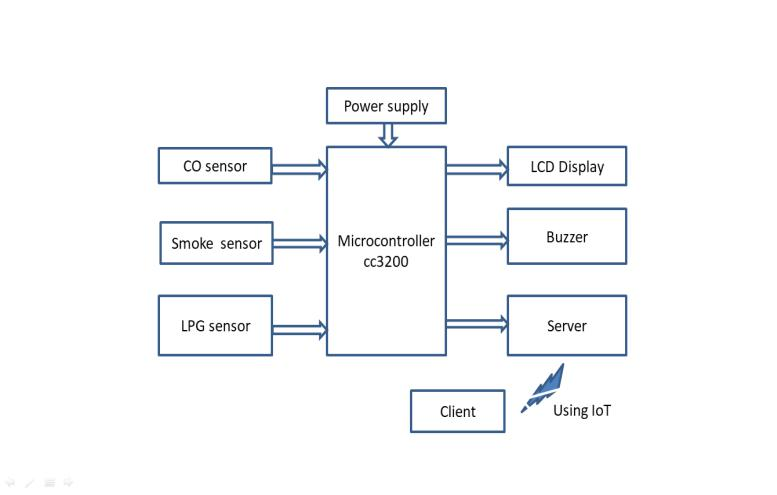 Power supply
CO sensor
LCD Display
Smoke sensor
Microcontroller
cc3200
Buzzer
LPG sensor
Server
Client
Using IoT